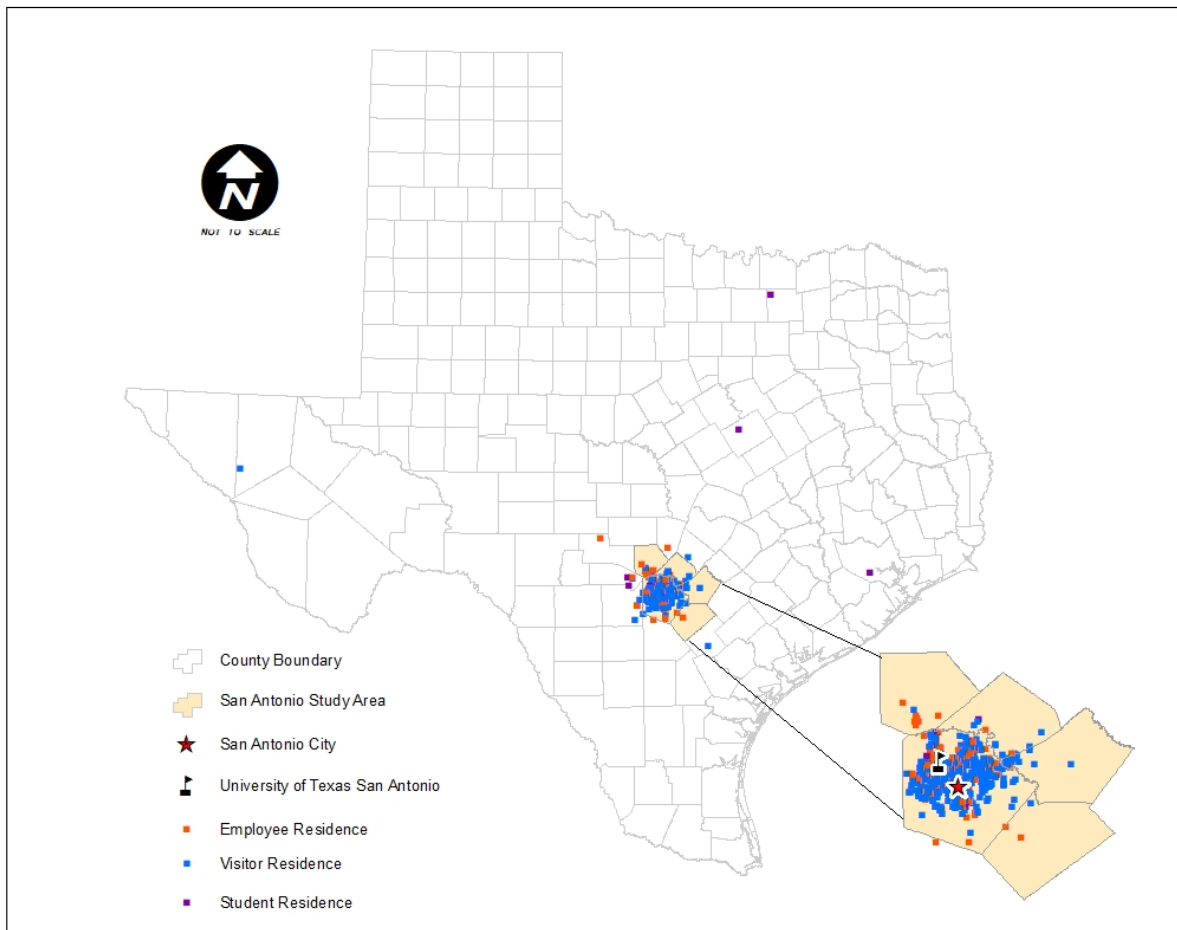 N
NOT TO SCALE
County Boundary
San Antonio Study Area
San Antonio City
University of Texas San Antonio
Employee Residence
Visitor Residence
Student Residence